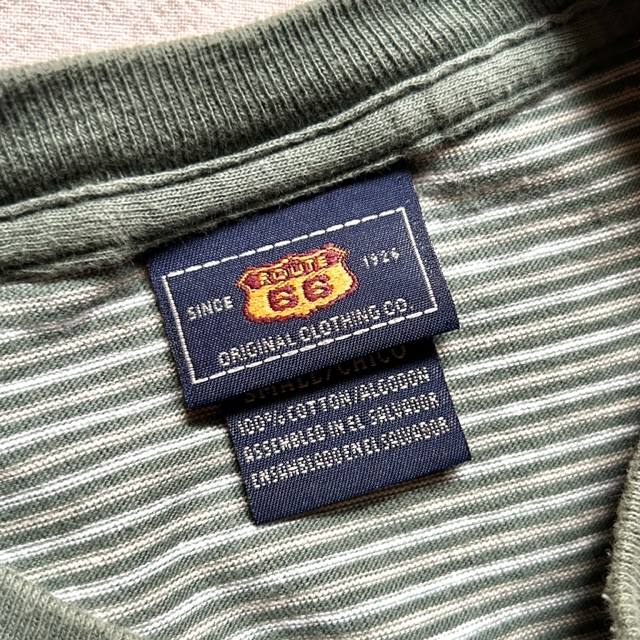 ROUTE
66
SINCE 1926
ORIGINAL CLOTHING CO.
SMALL/CHICO
100% COTTON/ALGODON
ASSEMBLED IN EL SALVADOR
ENSAMBLADO EN EL SALVADOR